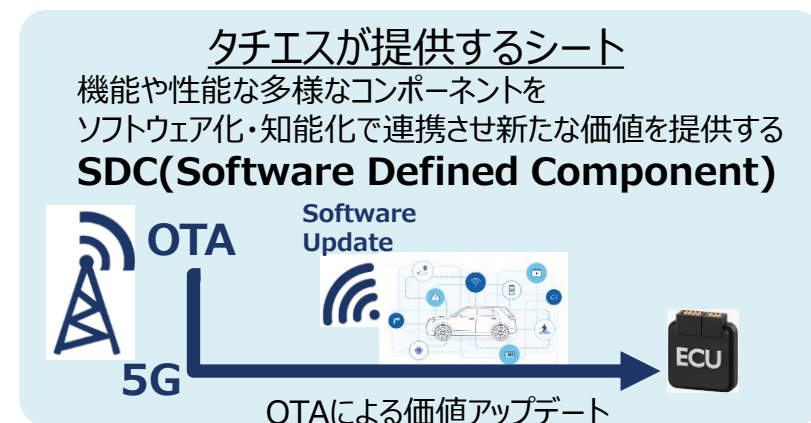 タチエスが提供するシート
機能や性能な多様なコンポーネントを
ソフトウェア化・知能化で連携させ新たな価値を提供する
SDC(Software Defined Component)
OTA
Software
Update
ECU
5G
OTAによる価値アップデート